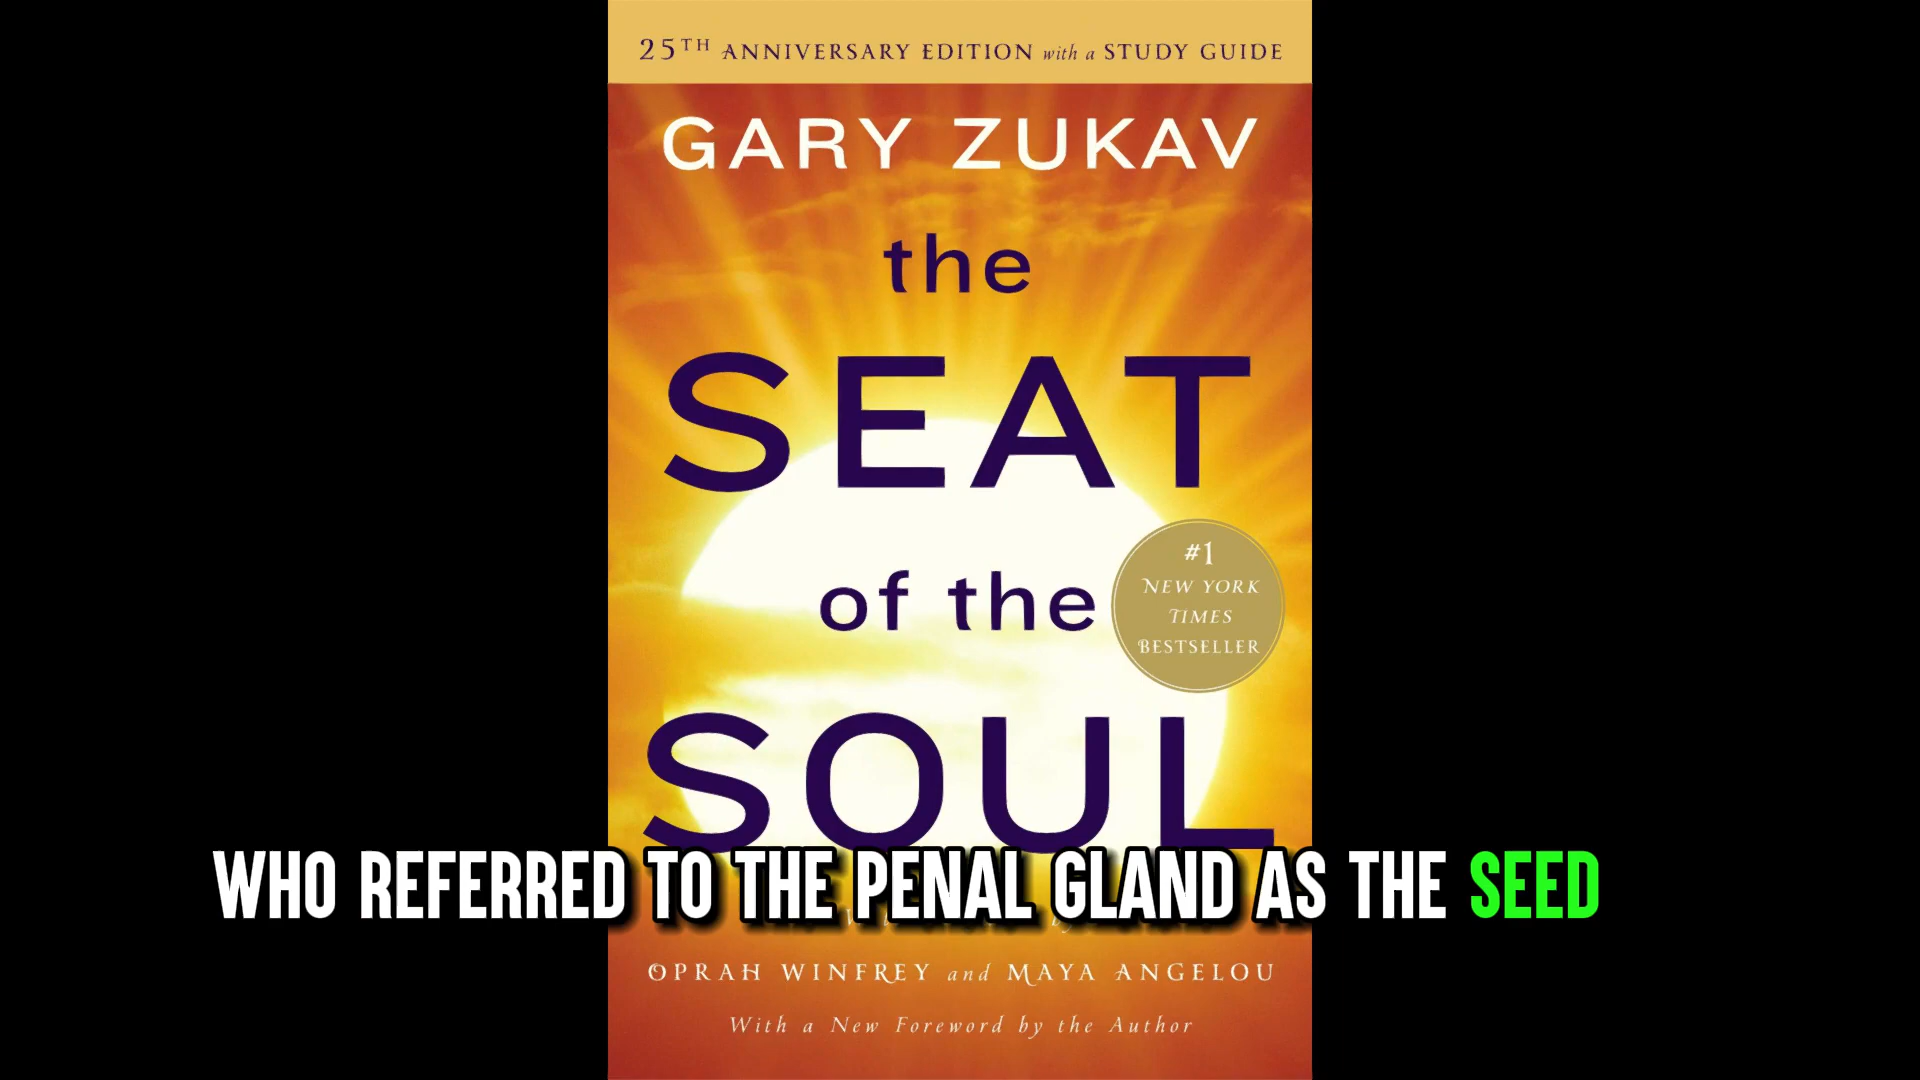 25TH ANNIVERSARY EDITION with a STUDY GUIDE
GARY ZUKAV
the
SEAT
of the
#1
NEW YORK
TIMES
BESTSELLER
SOUL
WHO REFERRED TO THE PENAL GLAND AS THE SEED
OPRAH WINFREY and MAYA ANGELOU
With a New Foreword by the Author